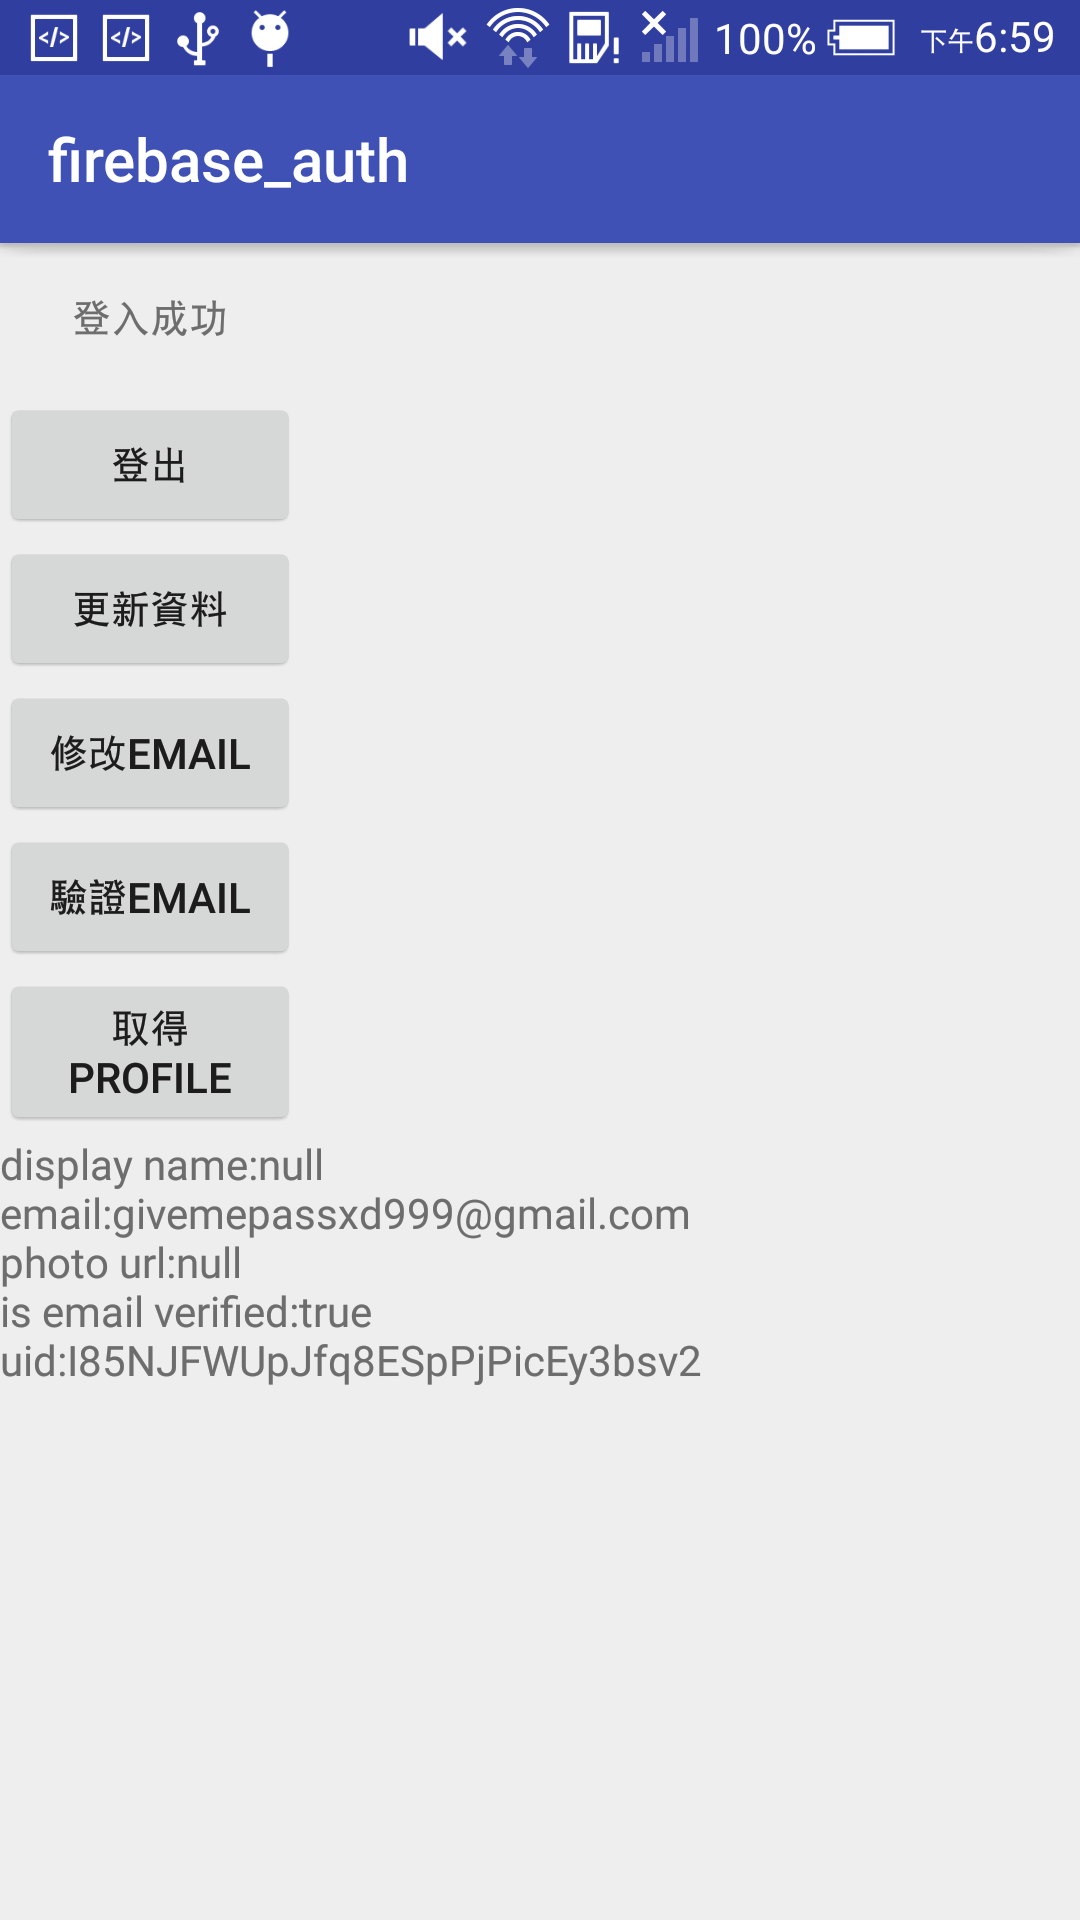 100% 下午6:59
firebase_auth
登入成功
登出
更新資料
修改EMAIL
驗證EMAIL
取得
PROFILE
display name:null
email:givemepassxd999@gmail.com
photo url:null
is email verified:true
uid:I85NJFWUpJfq8ESpPjPicEy3bsv2